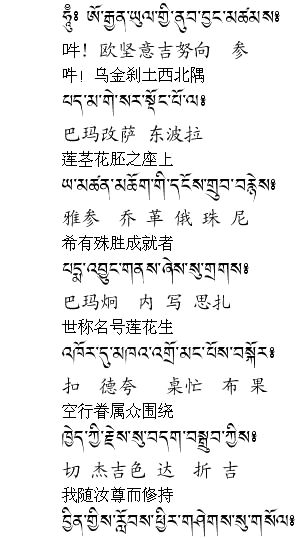 ཧཱུྃ༔ ཨོ་རྒྱན་ཡུལ་གྱི་ནུབ་བྱང་མཚམས༔
吽！欧坚意吉努向 参
吽！乌金刹土西北隅
པད་མ་གེ་སར་སྡོང་པོ་ལ༔
巴玛改萨 东波拉
莲茎花胚之座上
ཡ་མཚན་མཆོག་གི་དངོས་གྲུབ་བརྙེས༔
雅参 乔 革 俄 珠 尼
希有殊胜成就者
པདྨ་འབྱུང་གནས་ཞེས་སུ་གྲགས༔
巴玛炯 内 写 思扎
世称名号莲花生
འཁོར་དུ་མཁའ་འགྲོ་མང་པོས་བསྐོར༔
扣 德夸 桌忙 布 果
空行眷属众围绕
ཁྱེད་ཀྱི་རྗེས་སུ་བདག་བསྒྲུབ་ཀྱིས༔
切 杰吉色 达 折 吉
我随汝尊而修持
བྱིན་གྱིས་རློབས་ཕྱིར་གཤེགས་སུ་གསོལ༔